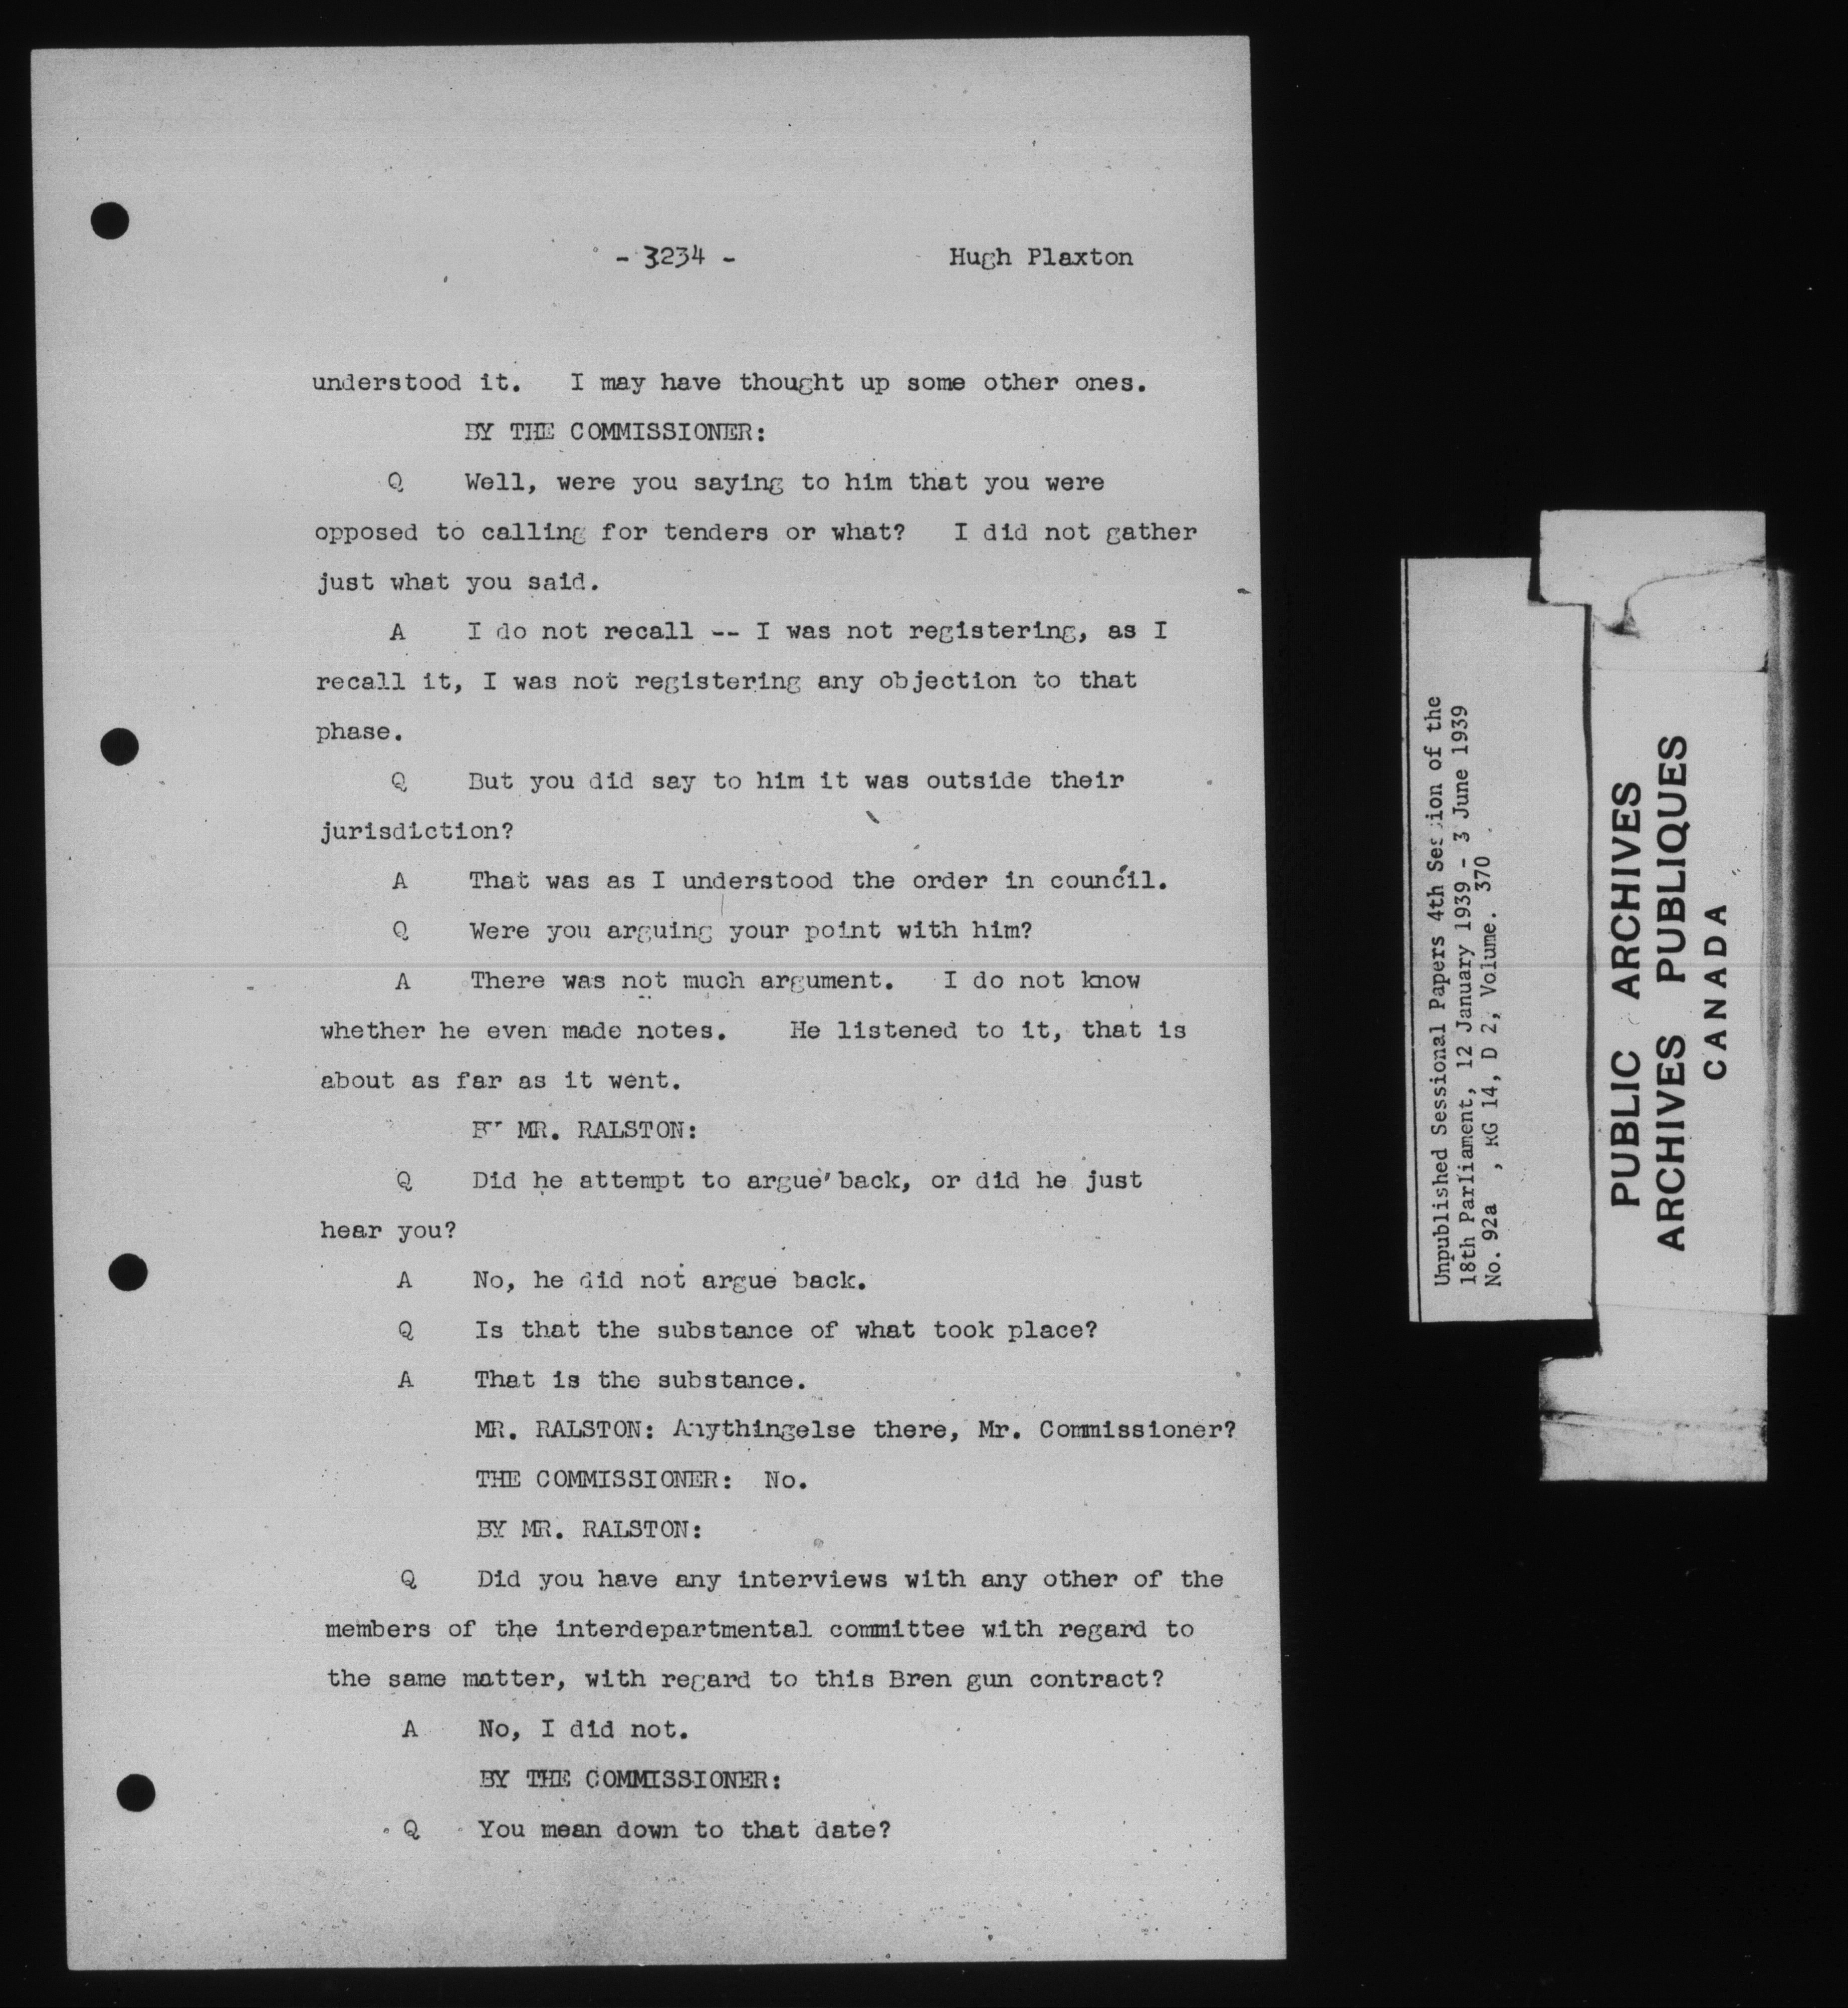 - 3234 - Hugh Plaxton
understood it. I may have thought up some other ones.
BY THE COMMISSIONER:
Q Well, were you saying to him that you were
opposed to calling for tenders or what? I did not gather
just what you said.
A I do not recall -- I was not registering, as I
recall it, I was not registering any objection to that
phase.
Q But you did say to him it was outside their
jurisdiction?
A That was as I understood the order in council.
Q Were you arguing your point with him?
A There was not much argument. I do not know
whether he even made notes. He listened to it, that is
about as far as it went.
BY MR. RALSTON:
Q Did he attempt to argue back, or did he just
hear you?
A No, he did not argue back.
Q Is that the substance of what took place?
A That is the substance.
MR. RALSTON: Anythingelse there, Mr. Commissioner?
THE COMMISSIONER: No.
BY MR. RALSTON:
Q Did you have any interviews with any other of the
members of the interdepartmental committee with regard to
the same matter, with regard to this Bren gun contract?
A No, I did not.
BY THE COMMISSIONER:
Q You mean down to that date?
Unpublished Sessional Papers 4th Session of the
18th Parliament, 12 January 1939 - 3 June 1939
No. 92a , RG 14, D 2, Volume. 370
PUBLIC ARCHIVES
ARCHIVES PUBLIQUES
CANADA